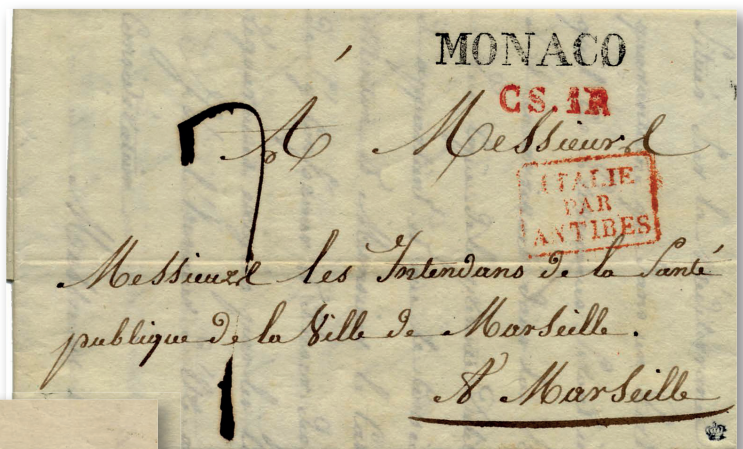 MONACO
CS.1R
À Messieurs
ITALIE
PAR
ANTIBES
7
Messieurs les Intendans de la Santé
publique de la Ville de Marseille.
A Marseille